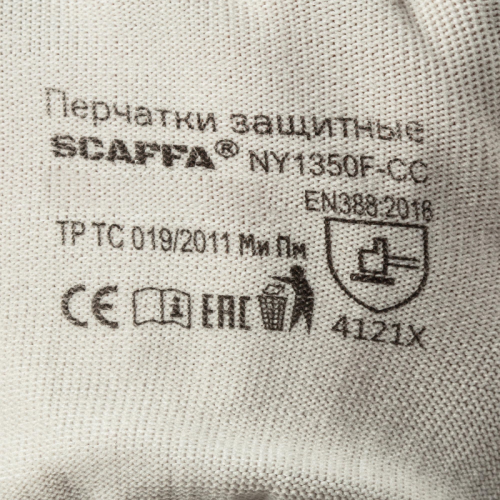 Перчатки защитные
SCAFFA® NY1350F-CC
EN388:2016
ТР ТС 019/2011 Ми Пм
CE i EAC
4121X